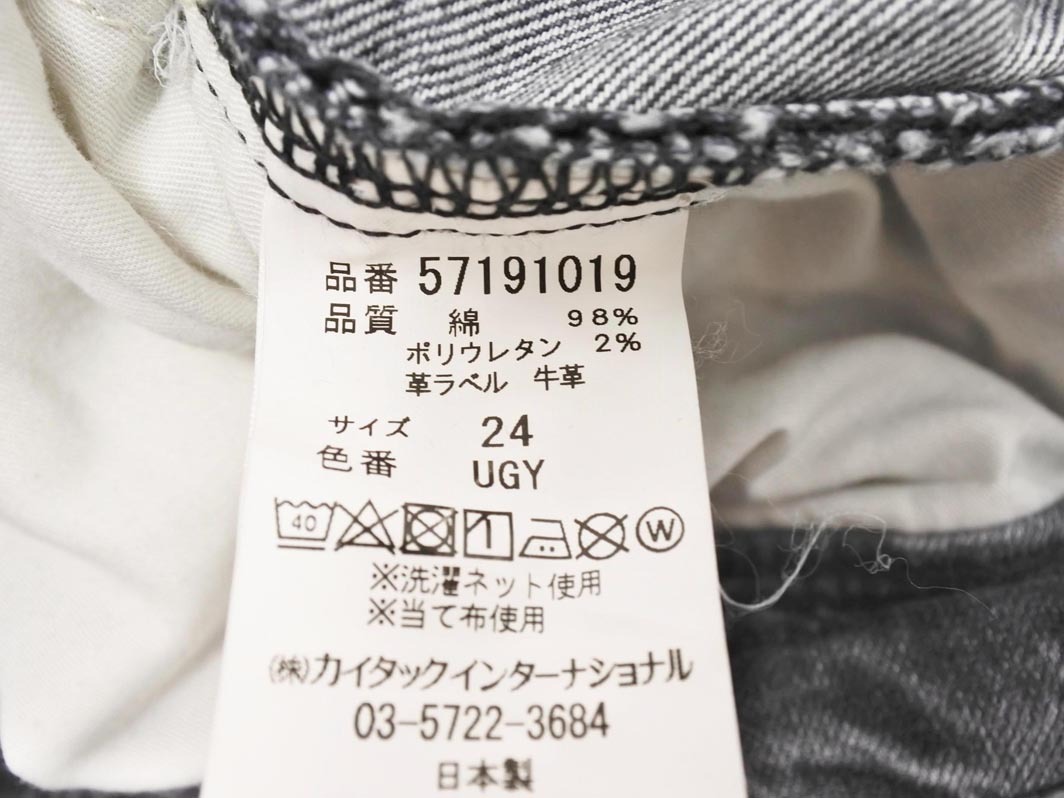 品番 57191019
品質 綿 98%
ポリウレタン 2%
革ラベル 牛革
サイズ 24
色番 UGY
40 W
※洗濯ネット使用
※当て布使用
㈱カイタックインターナショナル
03-5722-3684
日本製